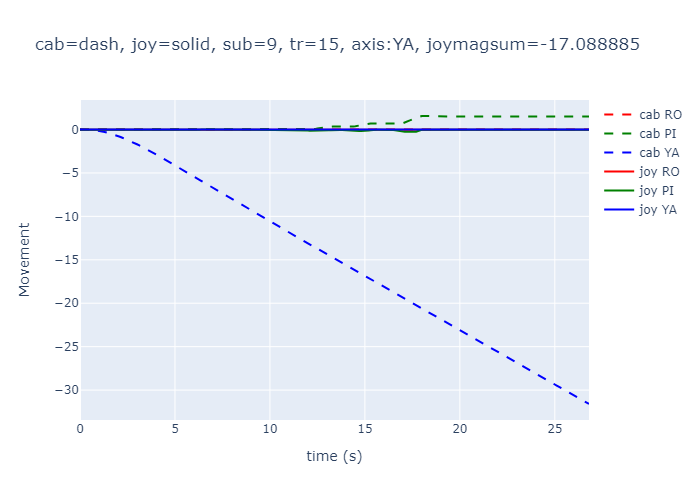 cab=dash, joy=solid, sub=9, tr=15, axis:YA, joymagsum=-17.088885
cab RO
cab PI
cab YA
joy RO
joy PI
joy YA
Movement
0
−5
−10
−15
−20
−25
−30
0
5
10
15
20
25
time (s)